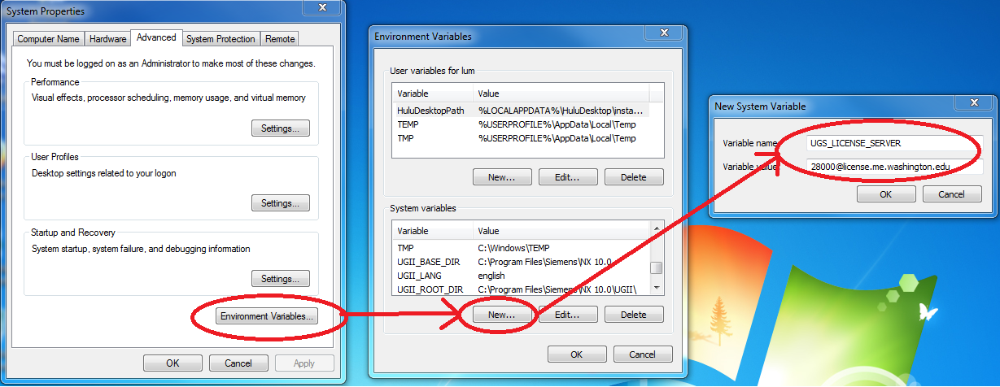 System Properties
Computer Name Hardware Advanced System Protection Remote
You must be logged on as an Administrator to make most of these changes.
Performance
Visual effects, processor scheduling, memory usage, and virtual memory
Settings...
User Profiles
Desktop settings related to your logon
Settings...
Startup and Recovery
System startup, system failure, and debugging information
Settings...
Environment Variables...
OK Cancel Apply
Environment Variables
User variables for lum
Variable Value
HuluDesktopPath %LOCALAPPDATA%\HuluDesktop\insta...
TEMP %USERPROFILE%\AppData\Local\Temp
TMP %USERPROFILE%\AppData\Local\Temp
New... Edit... Delete
System variables
Variable Value
TMP C:\Windows\TEMP
UGII_BASE_DIR C:\Program Files\Siemens\NX 10.0
UGII_LANG english
UGII_ROOT_DIR C:\Program Files\Siemens\NX 10.0\UGII\
New... Edit... Delete
OK Cancel
New System Variable
Variable name: UGS_LICENSE_SERVER
Variable value: 28000@license.me.washington.edu
OK Cancel